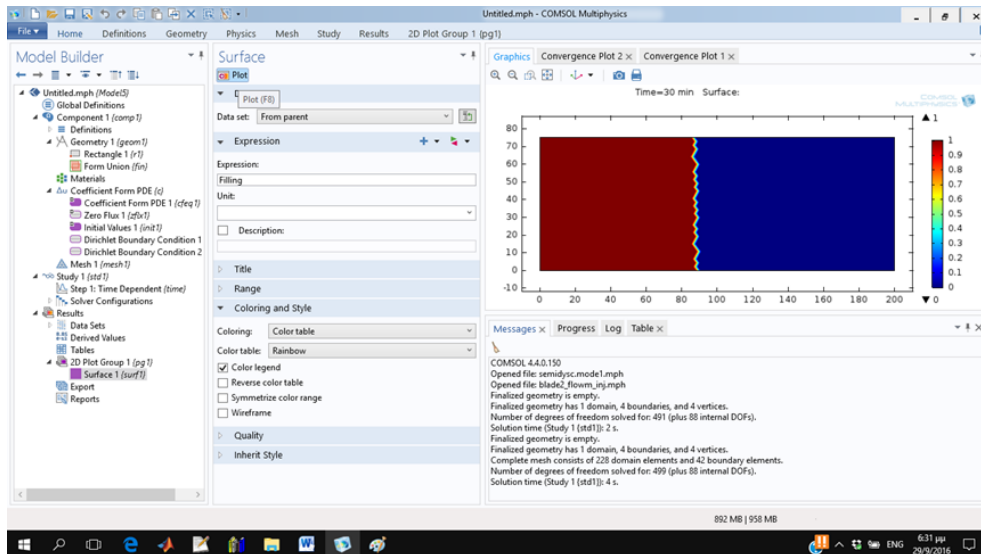 Untitled.mph - COMSOL Multiphysics
File Home Definitions Geometry Physics Mesh Study Results 2D Plot Group 1 (pg1)
Model Builder
Untitled.mph (Model5)
Global Definitions
Component 1 (comp1)
Definitions
Geometry 1 (geom1)
Rectangle 1 (r1)
Form Union (fin)
Materials
Δu Coefficient Form PDE (c)
Coefficient Form PDE 1 (cfeq1)
Zero Flux 1 (zflx1)
Initial Values 1 (init1)
Dirichlet Boundary Condition 1
Dirichlet Boundary Condition 2
Mesh 1 (mesh1)
Study 1 (std1)
Step 1: Time Dependent (time)
Solver Configurations
Results
Data Sets
Derived Values
Tables
2D Plot Group 1 (pg1)
Surface 1 (surf1)
Export
Reports
Surface
Plot
Plot (F8)
Data set: From parent
Expression
Expression:
Filling
Unit:
Description:
Title
Range
Coloring and Style
Coloring: Color table
Color table: Rainbow
Color legend
Reverse color table
Symmetrize color range
Wireframe
Quality
Inherit Style
Graphics Convergence Plot 2 Convergence Plot 1
Time=30 min Surface:
COMSOL
MULTIPHYSICS
80
70
60
50
40
30
20
10
0
-10
0 20 40 60 80 100 120 140 160 180 200
▲ 1
1
0.9
0.8
0.7
0.6
0.5
0.4
0.3
0.2
0.1
0
▼ 0
Messages Progress Log Table
COMSOL 4.4.0.150
Opened file: semidysc.mode1.mph
Opened file: blade2_flowm_inj.mph
Finalized geometry is empty.
Finalized geometry has 1 domain, 4 boundaries, and 4 vertices.
Number of degrees of freedom solved for: 491 (plus 88 internal DOFs).
Solution time (Study 1 (std1)): 2 s.
Finalized geometry is empty.
Finalized geometry has 1 domain, 4 boundaries, and 4 vertices.
Complete mesh consists of 228 domain elements and 42 boundary elements.
Number of degrees of freedom solved for: 499 (plus 88 internal DOFs).
Solution time (Study 1 (std1)): 4 s.
892 MB | 958 MB
ENG
6:31 μμ
29/9/2016